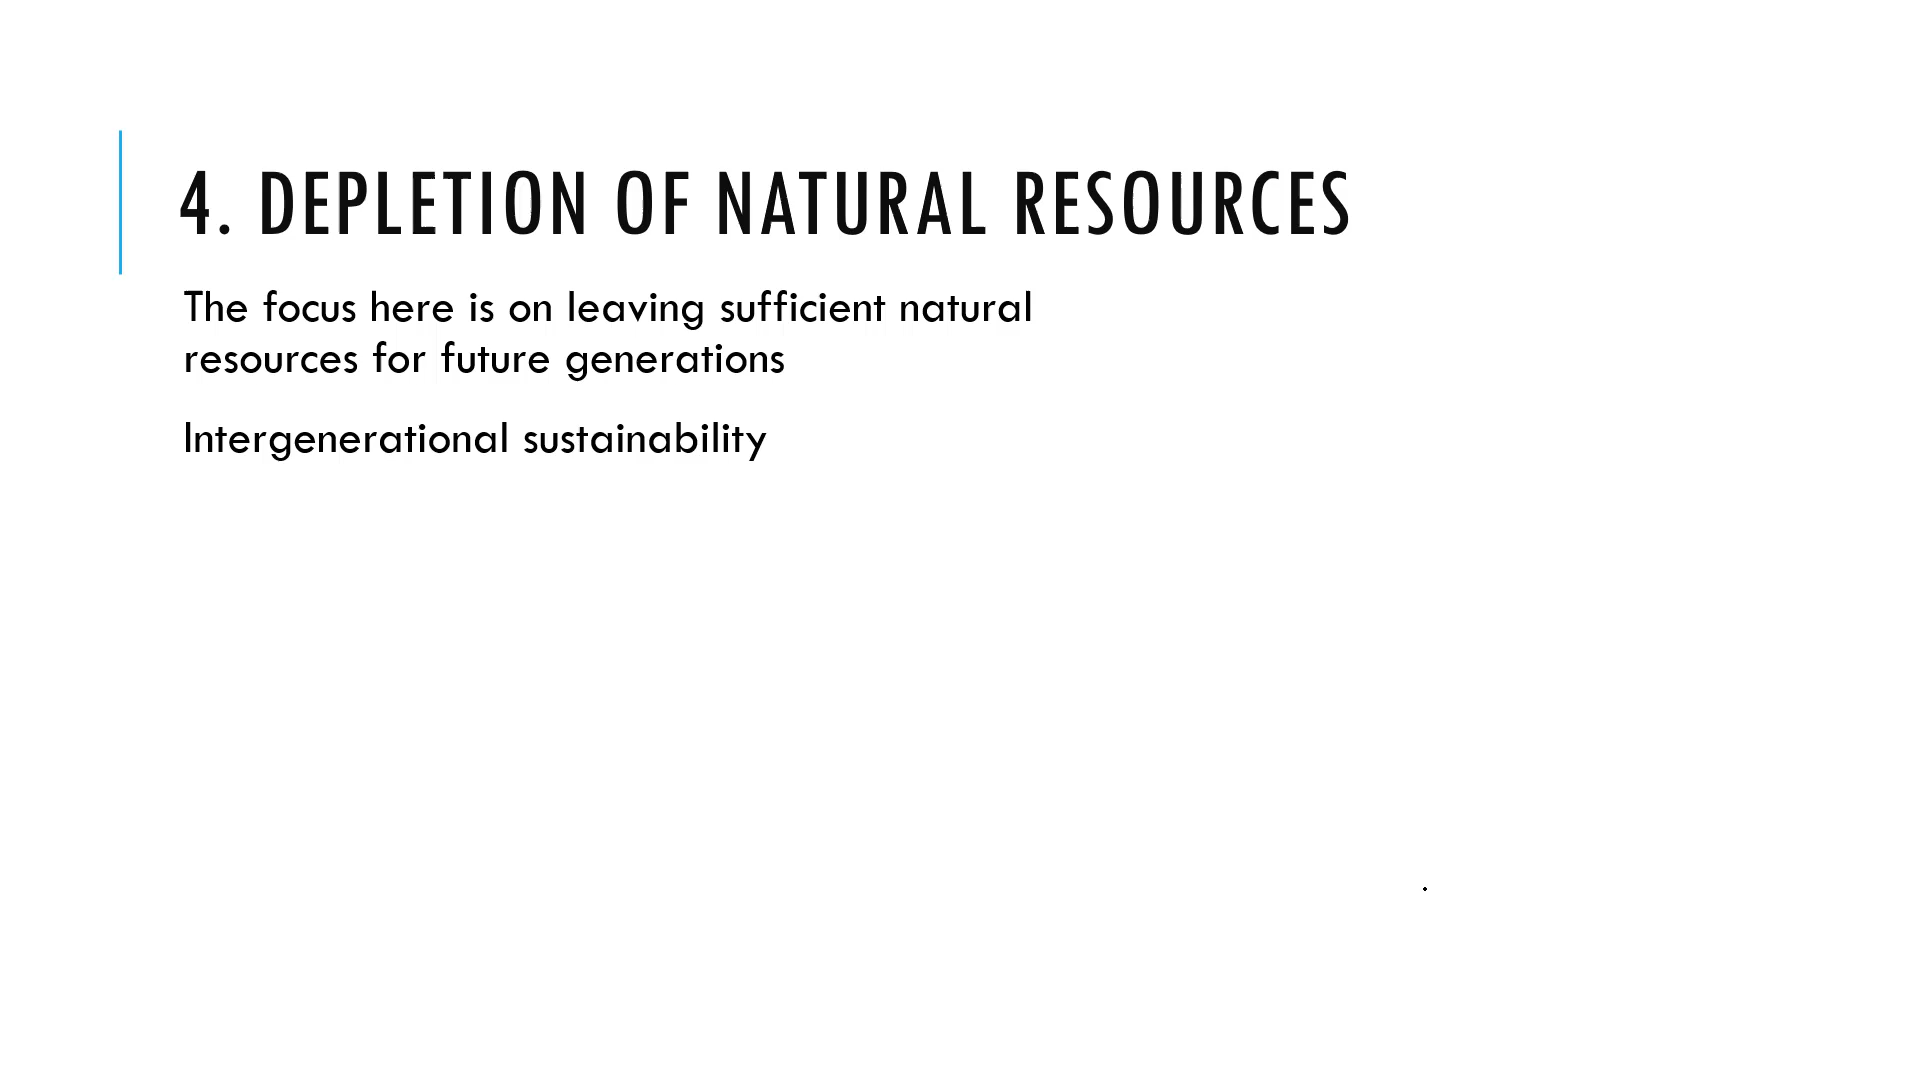 4. DEPLETION OF NATURAL RESOURCES
The focus here is on leaving sufficient natural
resources for future generations
Intergenerational sustainability
.